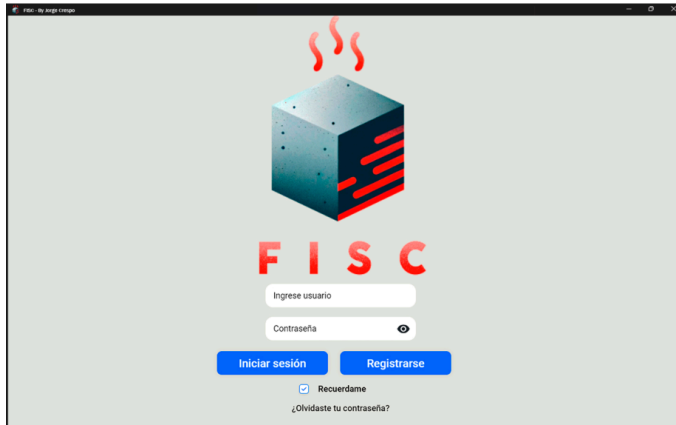 FISC - By Jorge Crespo
FISC
Ingrese usuario
Contraseña
Iniciar sesión Registrarse
Recuerdame
¿Olvidaste tu contraseña?